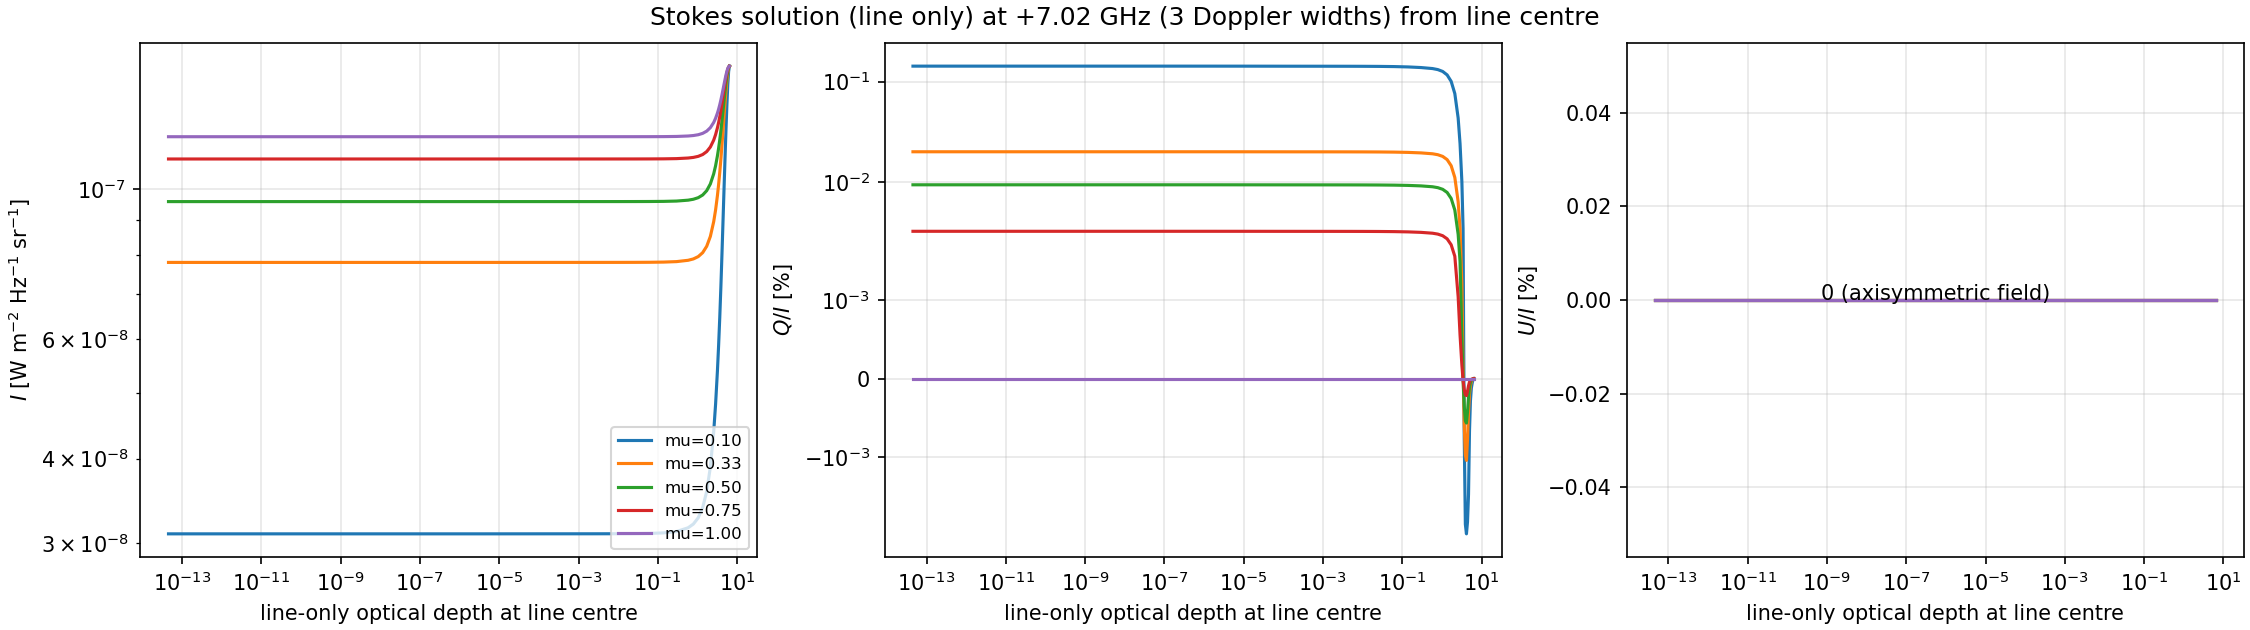 Stokes solution (line only) at +7.02 GHz (3 Doppler widths) from line centre
10⁻⁷
6 × 10⁻⁸
4 × 10⁻⁸
3 × 10⁻⁸
I [W m⁻² Hz⁻¹ sr⁻¹]
mu=0.10
mu=0.33
mu=0.50
mu=0.75
mu=1.00
10⁻¹³ 10⁻¹¹ 10⁻⁹ 10⁻⁷ 10⁻⁵ 10⁻³ 10⁻¹ 10¹
line-only optical depth at line centre
10⁻¹
10⁻²
10⁻³
0
−10⁻³
Q/I [%]
10⁻¹³ 10⁻¹¹ 10⁻⁹ 10⁻⁷ 10⁻⁵ 10⁻³ 10⁻¹ 10¹
line-only optical depth at line centre
0.04
0.02
0.00
−0.02
−0.04
U/I [%]
0 (axisymmetric field)
10⁻¹³ 10⁻¹¹ 10⁻⁹ 10⁻⁷ 10⁻⁵ 10⁻³ 10⁻¹ 10¹
line-only optical depth at line centre